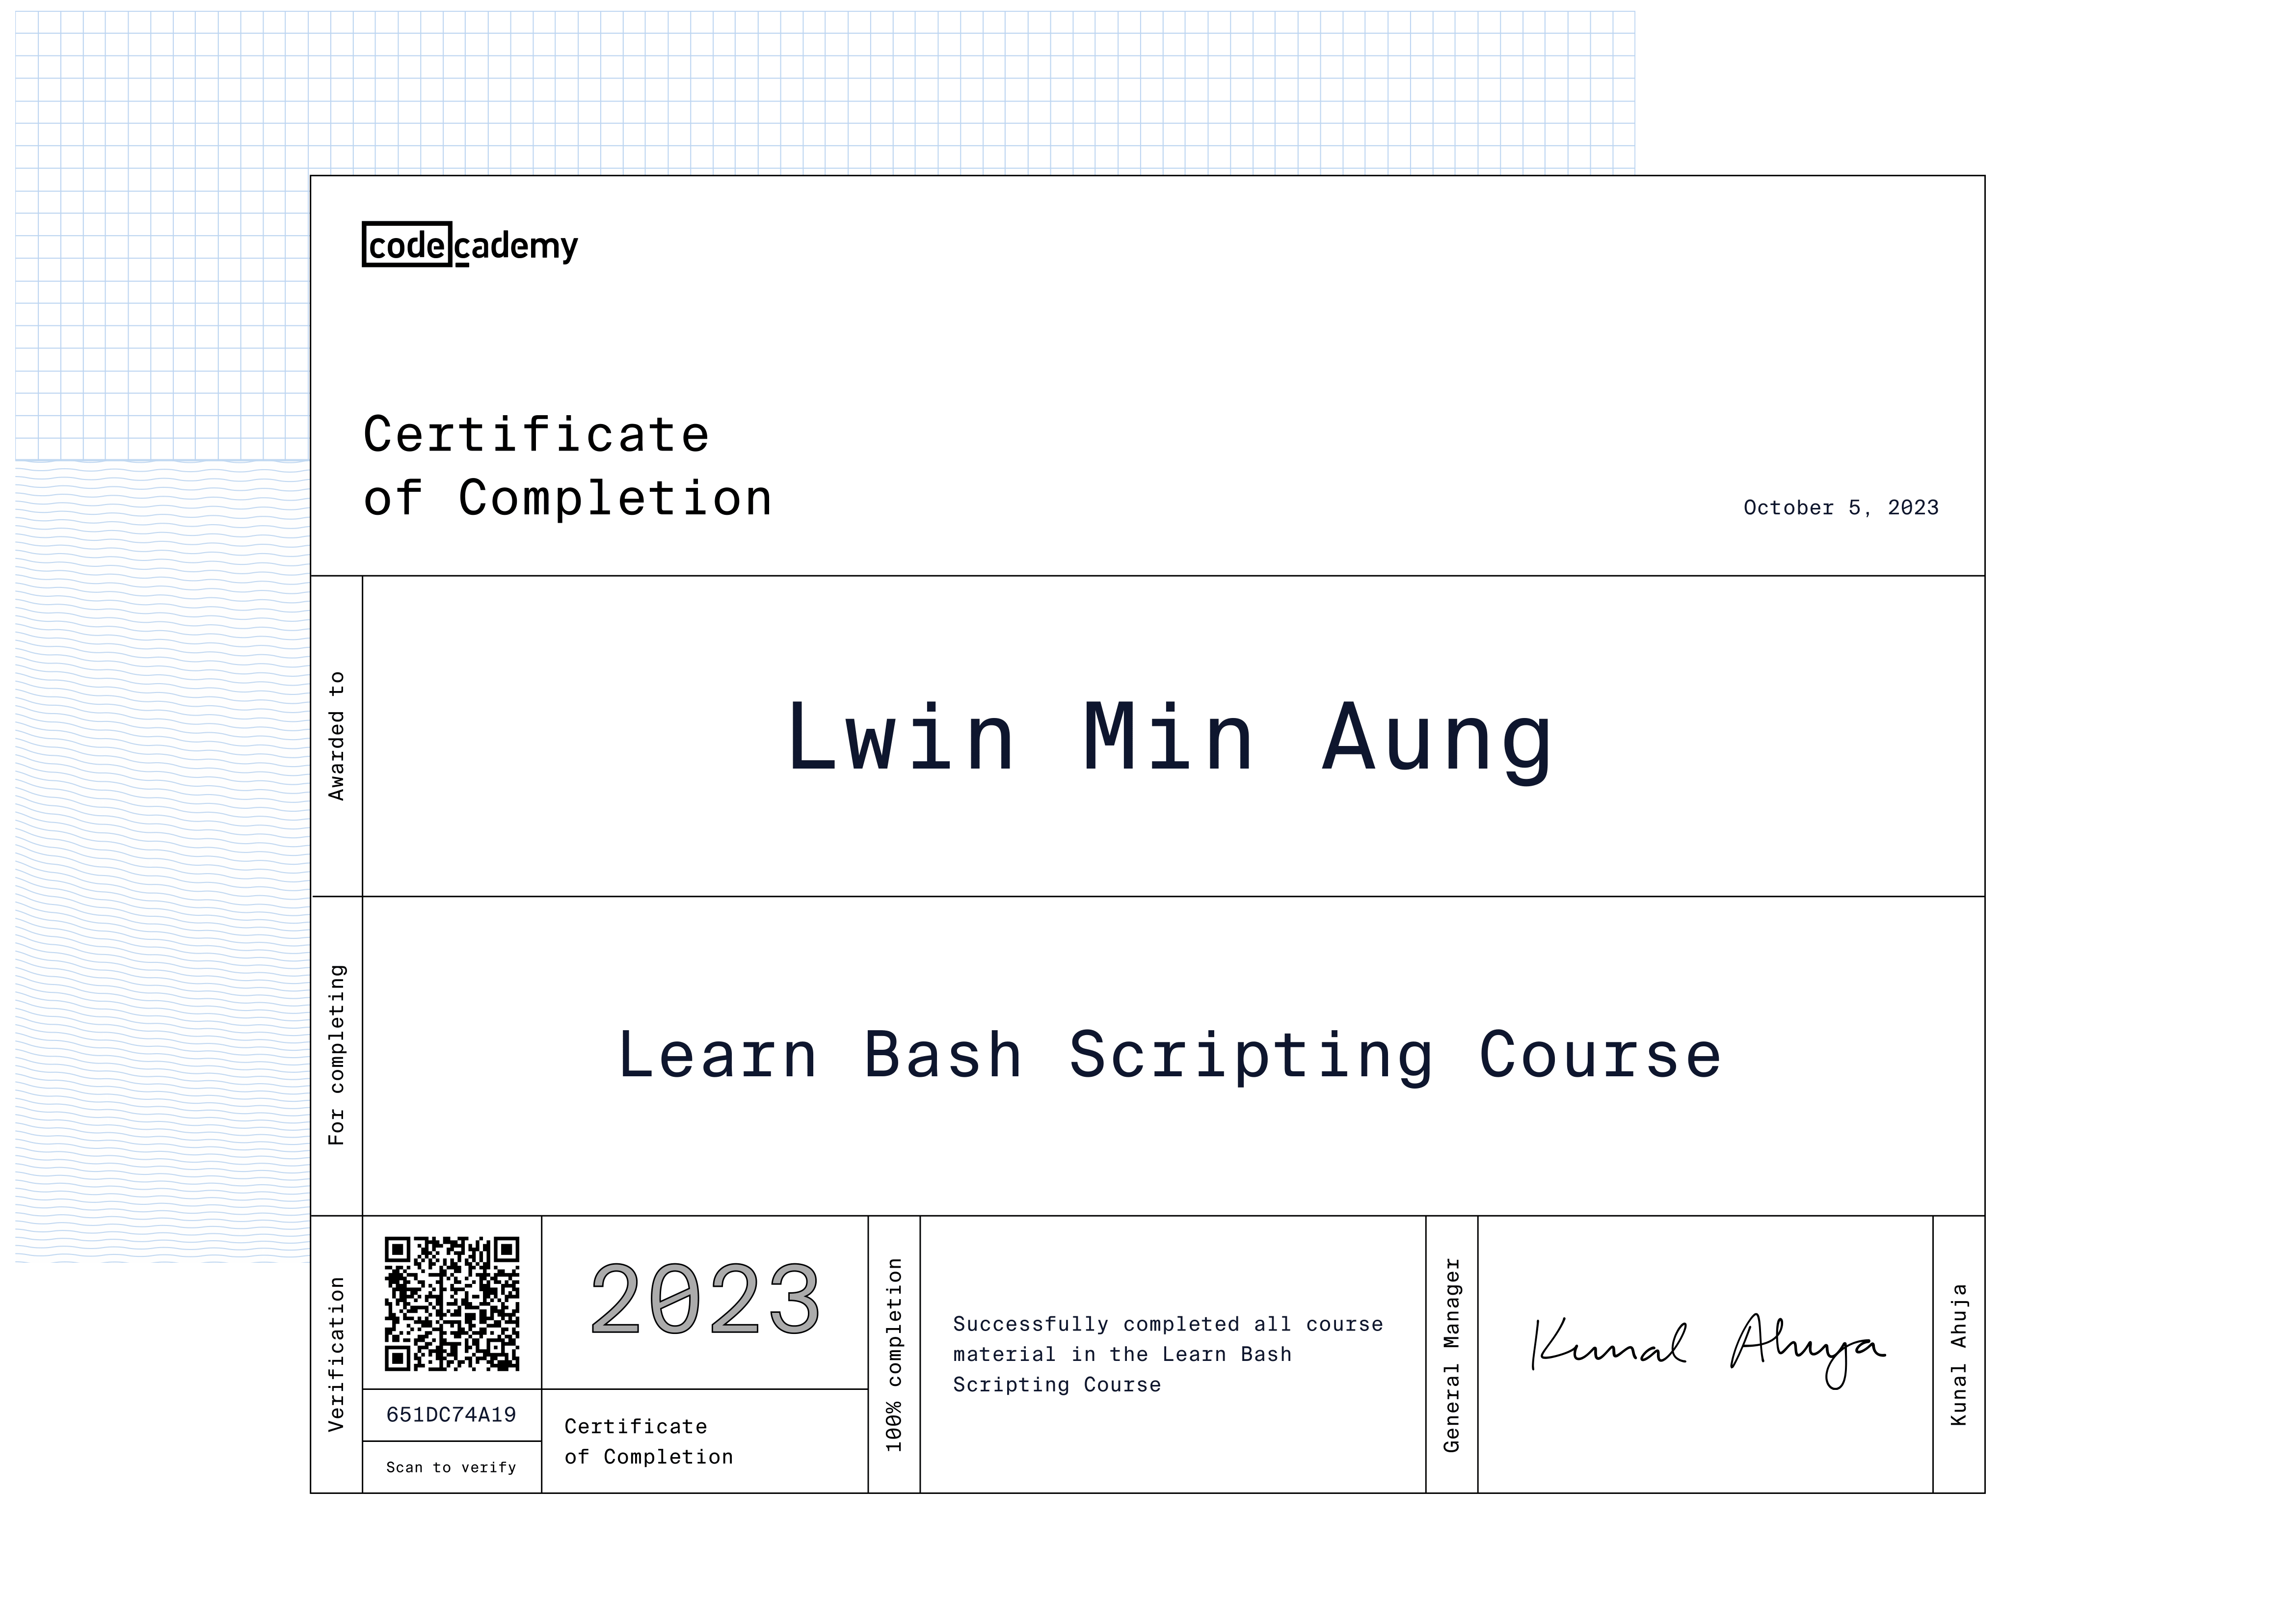 codecademy
Certificate
of Completion
October 5, 2023
Awarded to
Lwin Min Aung
For completing
Learn Bash Scripting Course
Verification
651DC74A19
Scan to verify
2023
Certificate
of Completion
100% completion
Successfully completed all course
material in the Learn Bash
Scripting Course
General Manager
Kunal Ahuja
Kunal Ahuja